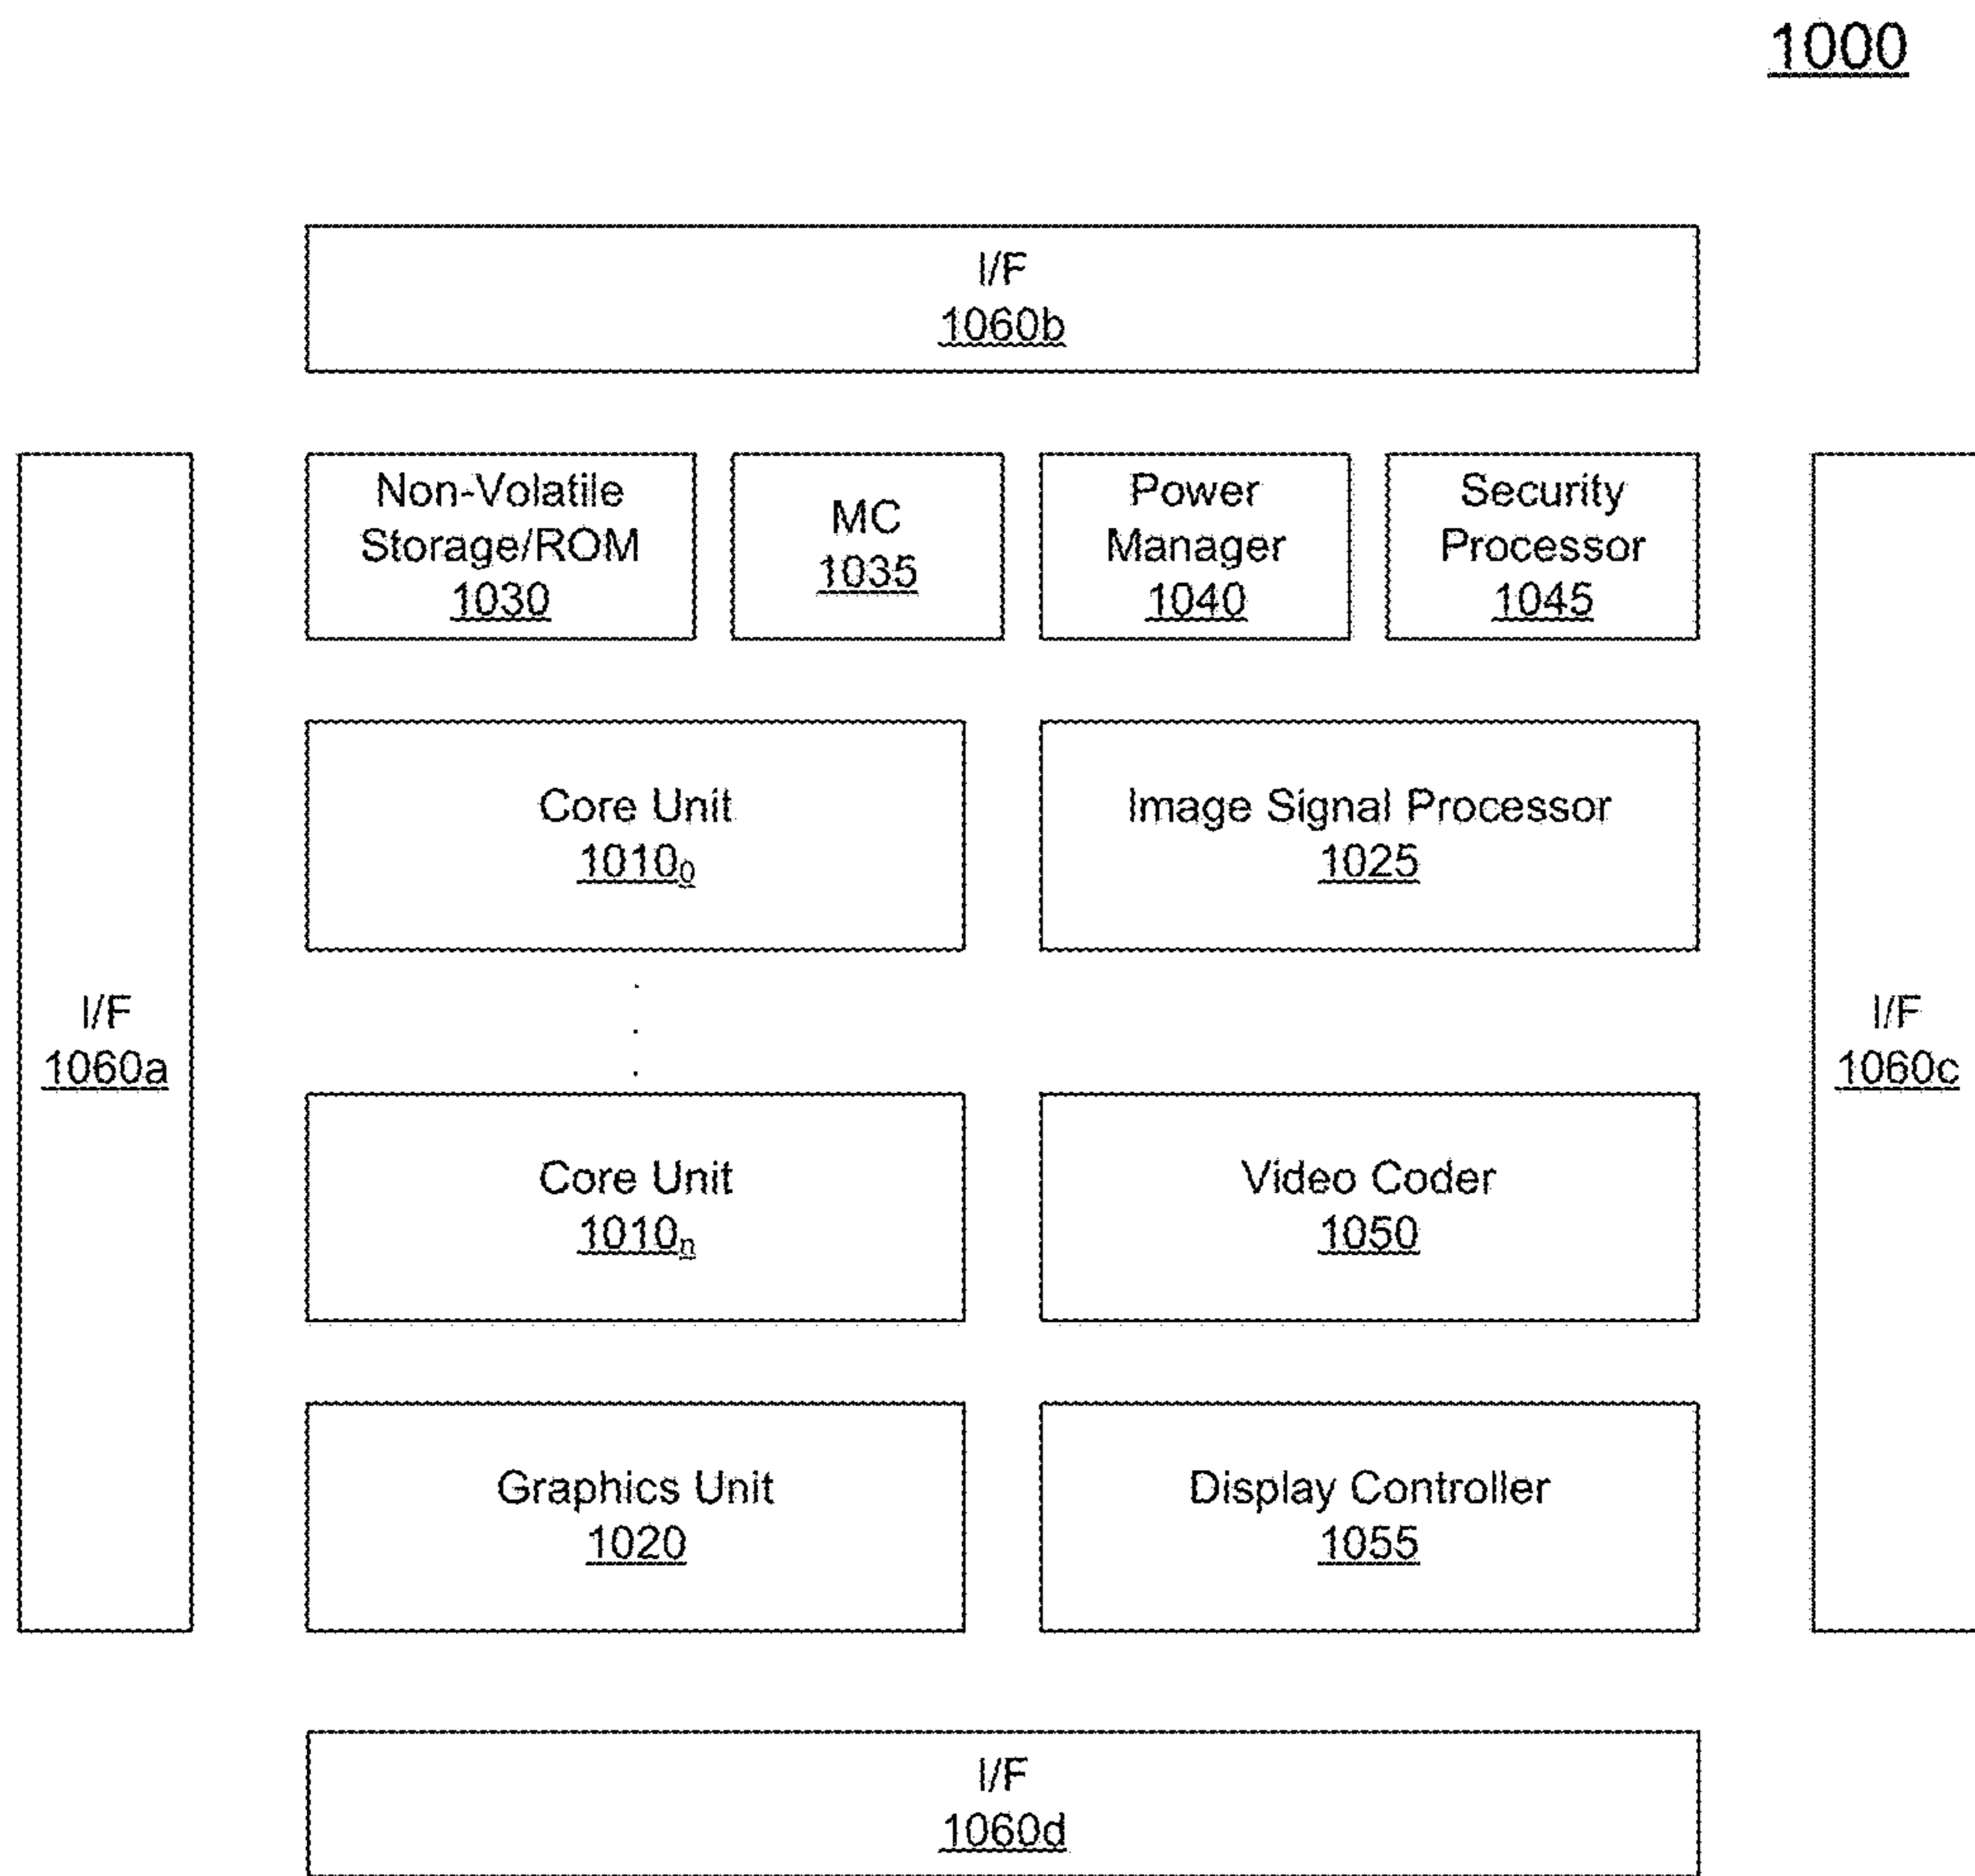 1000
I/F
1060b
Non-Volatile
Storage/ROM
1030
MC
1035
Power
Manager
1040
Security
Processor
1045
Core Unit
1010₀
Image Signal Processor
1025
I/F
1060a
I/F
1060c
Core Unit
1010ₙ
Video Coder
1050
Graphics Unit
1020
Display Controller
1055
I/F
1060d